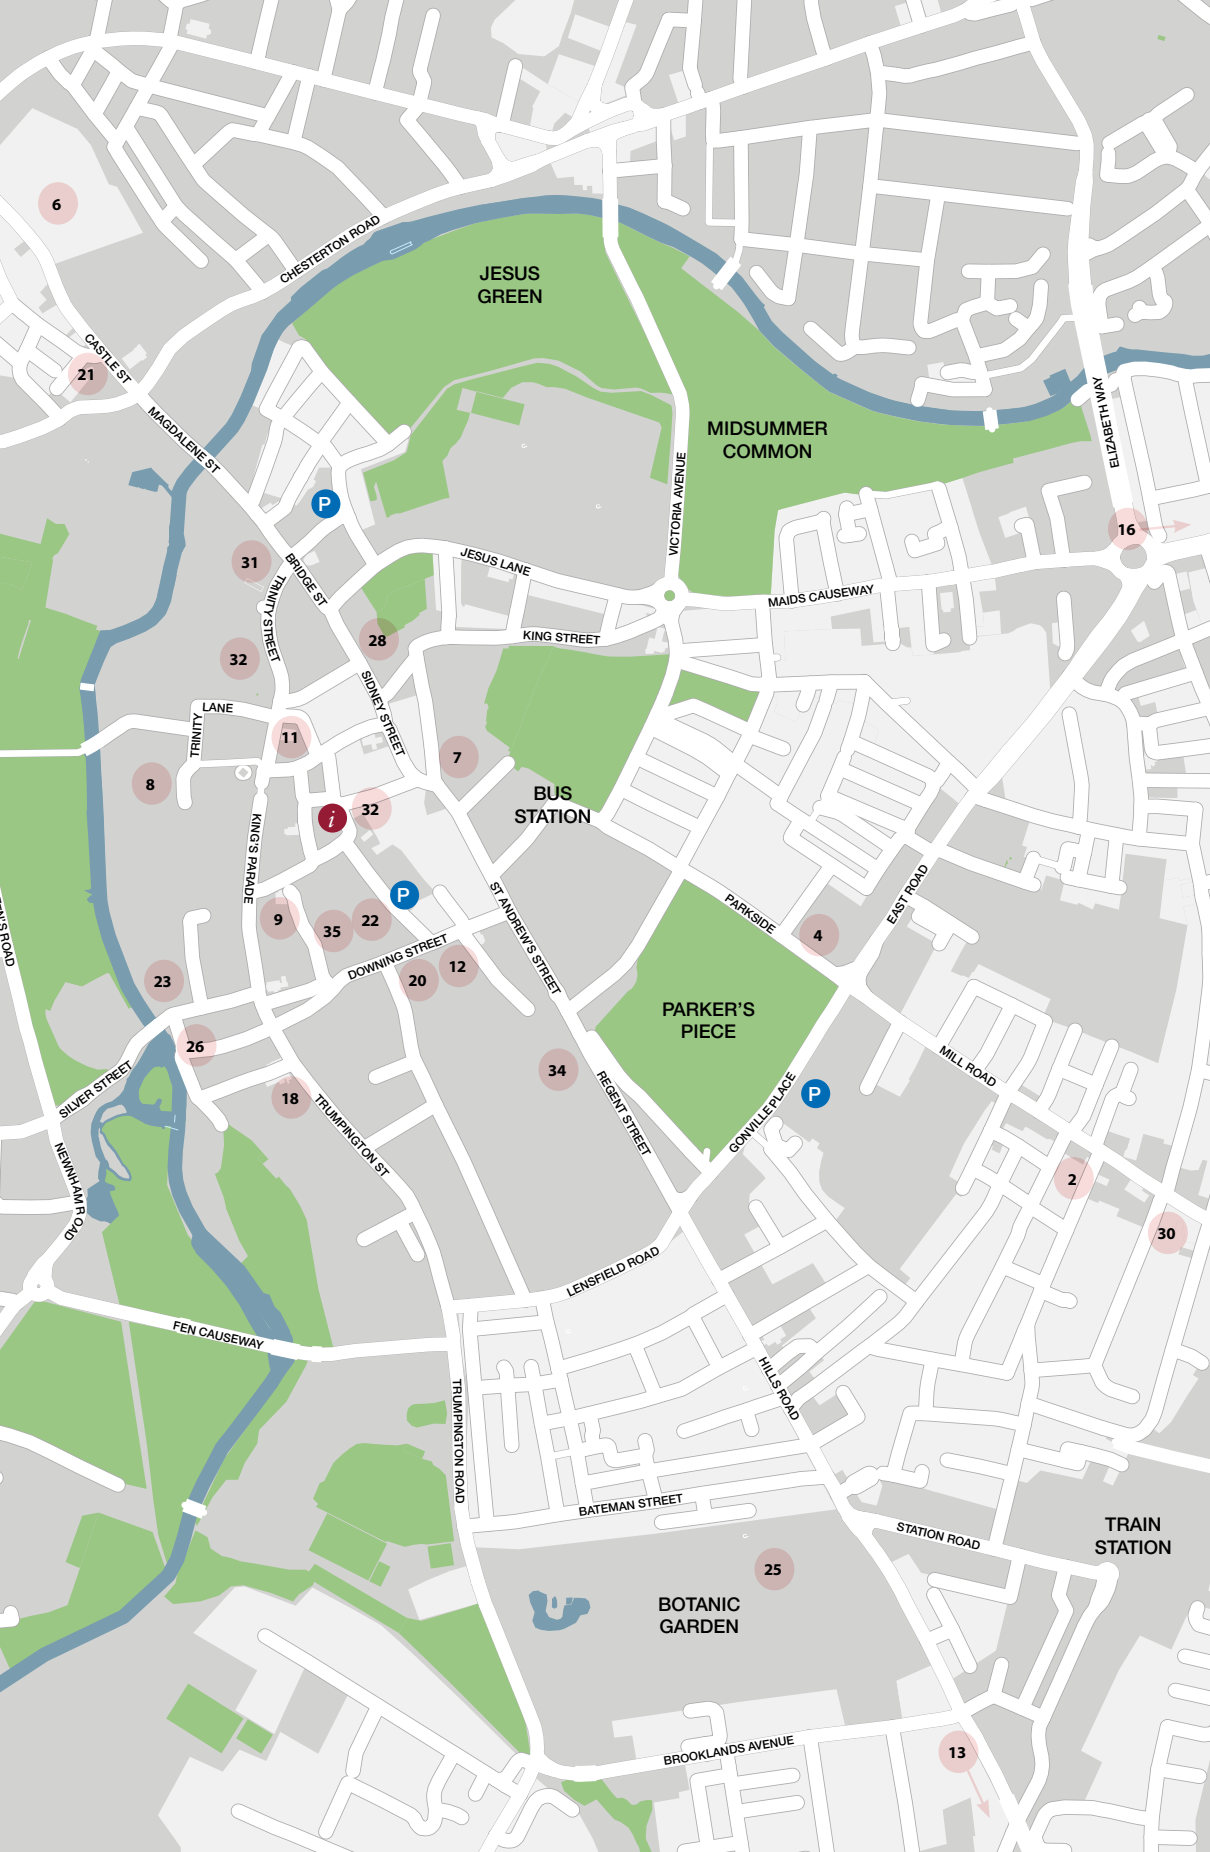 6
CHESTERTON ROAD
JESUS
GREEN
CASTLE ST
21
MAGDALENE ST
MIDSUMMER
COMMON
ELIZABETH WAY
VICTORIA AVENUE
P
16
31
BRIDGE ST
JESUS LANE
TRINITY STREET
MAIDS CAUSEWAY
28
KING STREET
32
SIDNEY STREET
TRINITY
LANE
11
7
8
BUS
STATION
32
i
KING'S PARADE
P
ST ANDREW'S STREET
EAST ROAD
PARKSIDE
9
35
22
4
EN'S ROAD
DOWNING STREET
12
20
23
PARKER'S
PIECE
26
SILVER STREET
MILL ROAD
34
REGENT STREET
GONVILLE PLACE
P
18
TRUMPINGTON ST
NEWNHAM ROAD
2
30
LENSFIELD ROAD
FEN CAUSEWAY
HILLS ROAD
TRUMPINGTON ROAD
BATEMAN STREET
STATION ROAD
TRAIN
STATION
25
BOTANIC
GARDEN
BROOKLANDS AVENUE
13